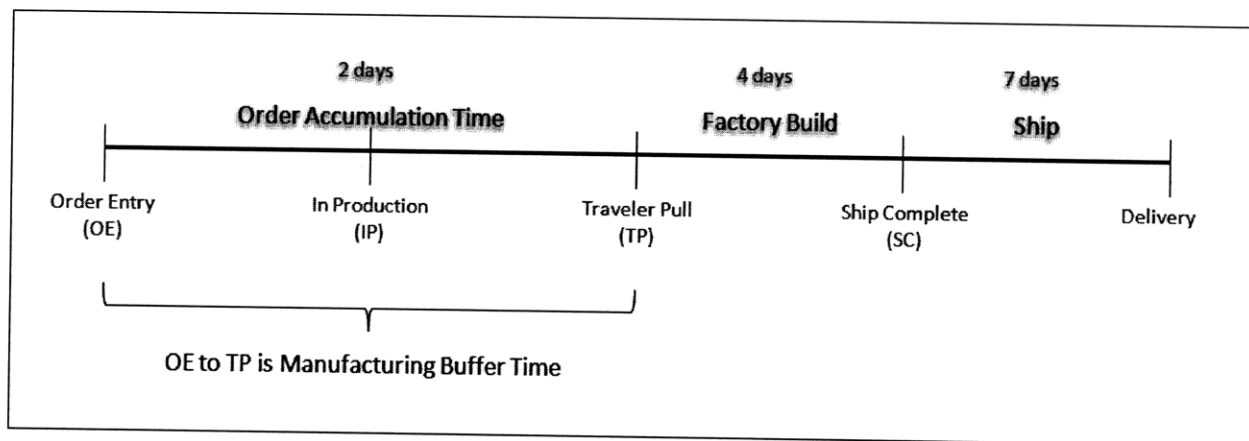 2 days
4 days
7 days
Order Accumulation Time
Factory Build
Ship
Order Entry
(OE)
In Production
(IP)
Traveler Pull
(TP)
Ship Complete
(SC)
Delivery
OE to TP is Manufacturing Buffer Time